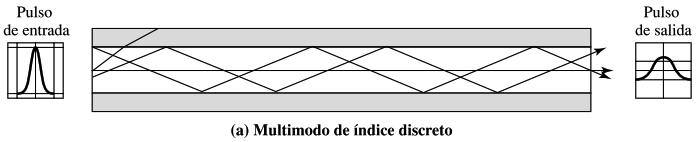 Pulso
de entrada
Pulso
de salida
(a) Multimodo de índice discreto